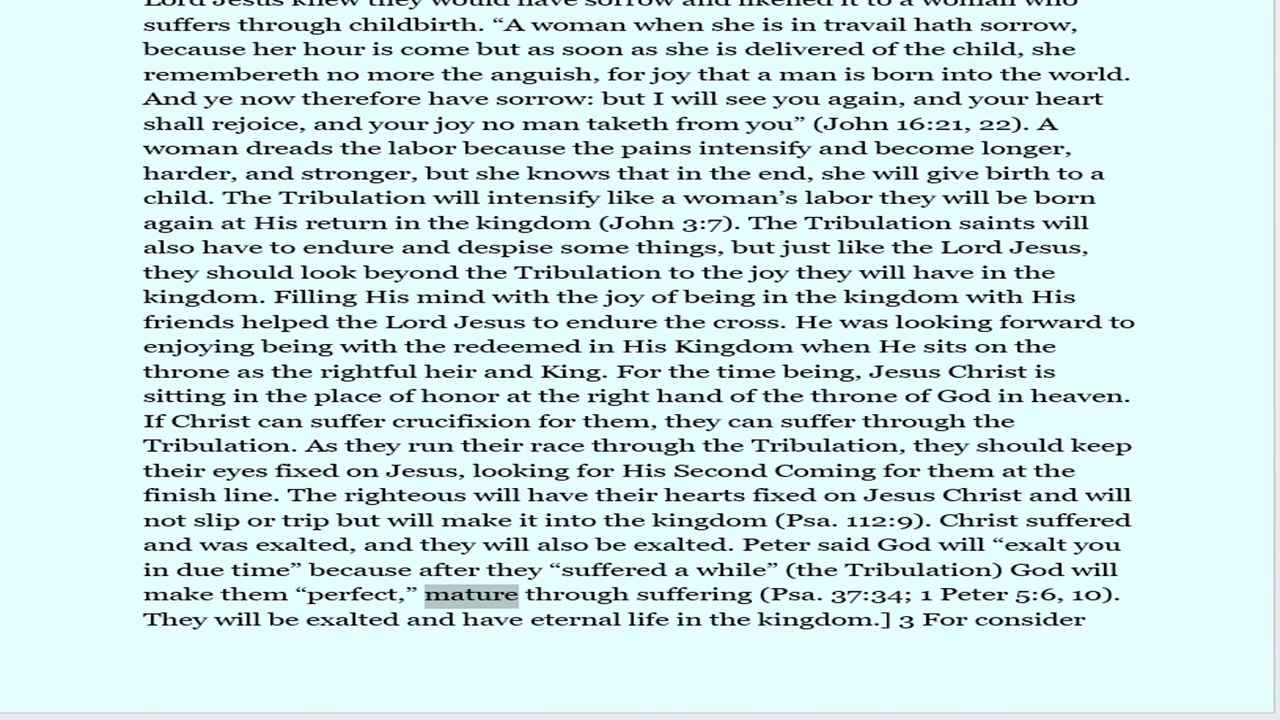 Lord Jesus knew they would have sorrow and likened it to a woman who
suffers through childbirth. “A woman when she is in travail hath sorrow,
because her hour is come but as soon as she is delivered of the child, she
remembereth no more the anguish, for joy that a man is born into the world.
And ye now therefore have sorrow: but I will see you again, and your heart
shall rejoice, and your joy no man taketh from you” (John 16:21, 22). A
woman dreads the labor because the pains intensify and become longer,
harder, and stronger, but she knows that in the end, she will give birth to a
child. The Tribulation will intensify like a woman’s labor they will be born
again at His return in the kingdom (John 3:7). The Tribulation saints will
also have to endure and despise some things, but just like the Lord Jesus,
they should look beyond the Tribulation to the joy they will have in the
kingdom. Filling His mind with the joy of being in the kingdom with His
friends helped the Lord Jesus to endure the cross. He was looking forward to
enjoying being with the redeemed in His Kingdom when He sits on the
throne as the rightful heir and King. For the time being, Jesus Christ is
sitting in the place of honor at the right hand of the throne of God in heaven.
If Christ can suffer crucifixion for them, they can suffer through the
Tribulation. As they run their race through the Tribulation, they should keep
their eyes fixed on Jesus, looking for His Second Coming for them at the
finish line. The righteous will have their hearts fixed on Jesus Christ and will
not slip or trip but will make it into the kingdom (Psa. 112:9). Christ suffered
and was exalted, and they will also be exalted. Peter said God will “exalt you
in due time” because after they “suffered a while” (the Tribulation) God will
make them “perfect,” mature through suffering (Psa. 37:34; 1 Peter 5:6, 10).
They will be exalted and have eternal life in the kingdom.] 3 For consider